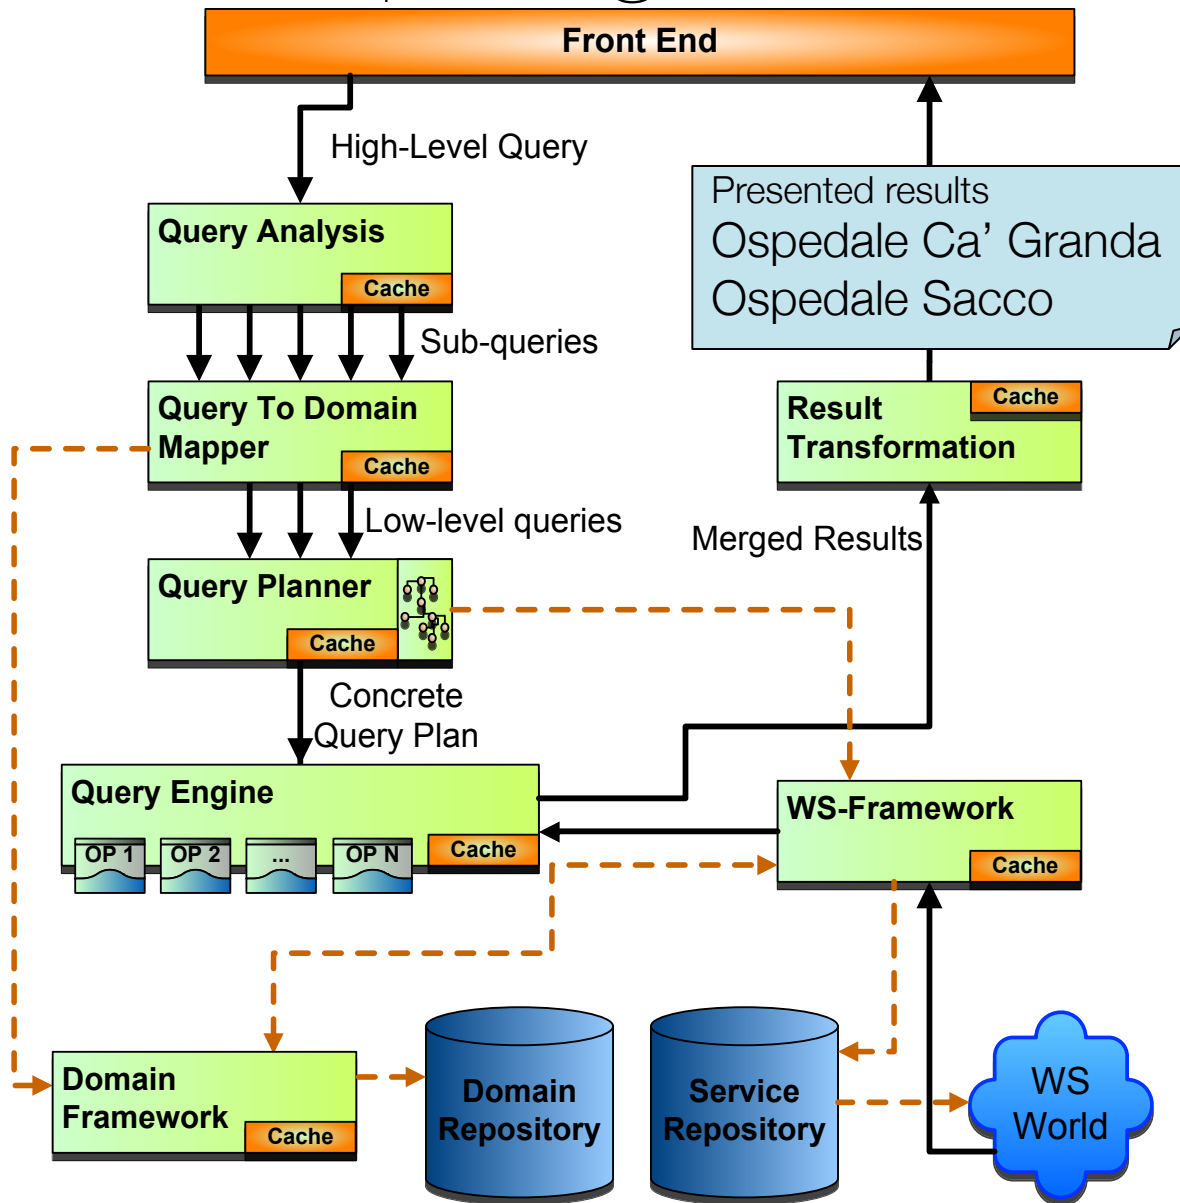 Front End
High-Level Query
Presented results
Ospedale Ca’ Granda
Ospedale Sacco
Query Analysis
Cache
Sub-queries
Query To Domain
Mapper
Cache
Result
Transformation
Cache
Low-level queries
Merged Results
Query Planner
Cache
Concrete
Query Plan
Query Engine
OP 1
OP 2
...
OP N
Cache
WS-Framework
Cache
Domain
Framework
Cache
Domain
Repository
Service
Repository
WS
World